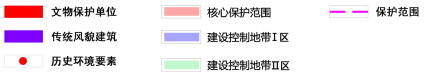 文物保护单位
核心保护范围
保护范围
传统风貌建筑
建设控制地带I区
历史环境要素
建设控制地带II区